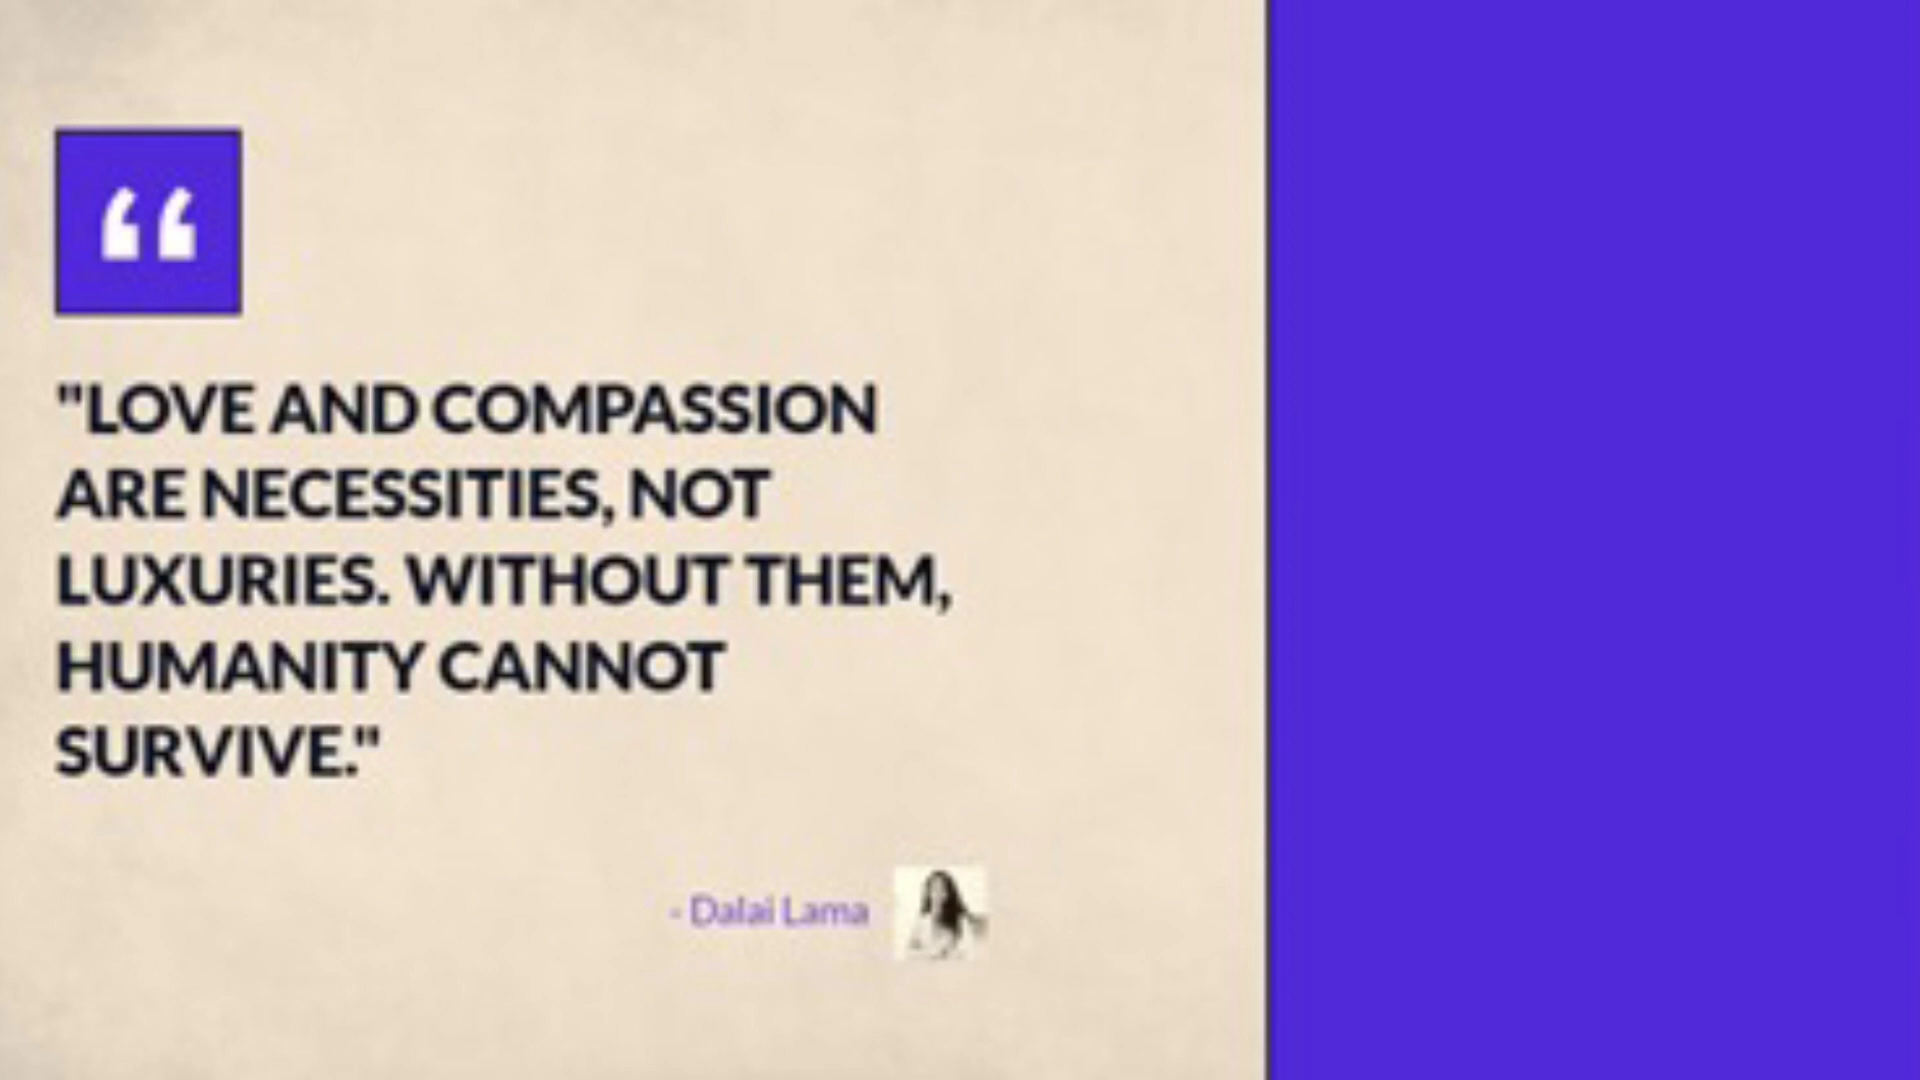 “
"LOVE AND COMPASSION
ARE NECESSITIES, NOT
LUXURIES. WITHOUT THEM,
HUMANITY CANNOT
SURVIVE."
- Dalai Lama